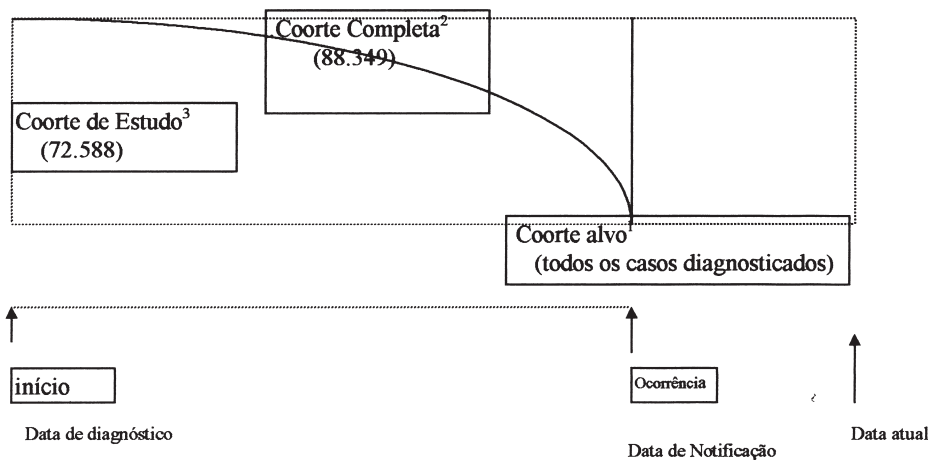 Coorte Completa²
(88.349)
Coorte de Estudo³
(72.588)
Coorte alvo¹
(todos os casos diagnosticados)
início
Ocorrência
Data de diagnóstico
Data de Notificação
Data atual